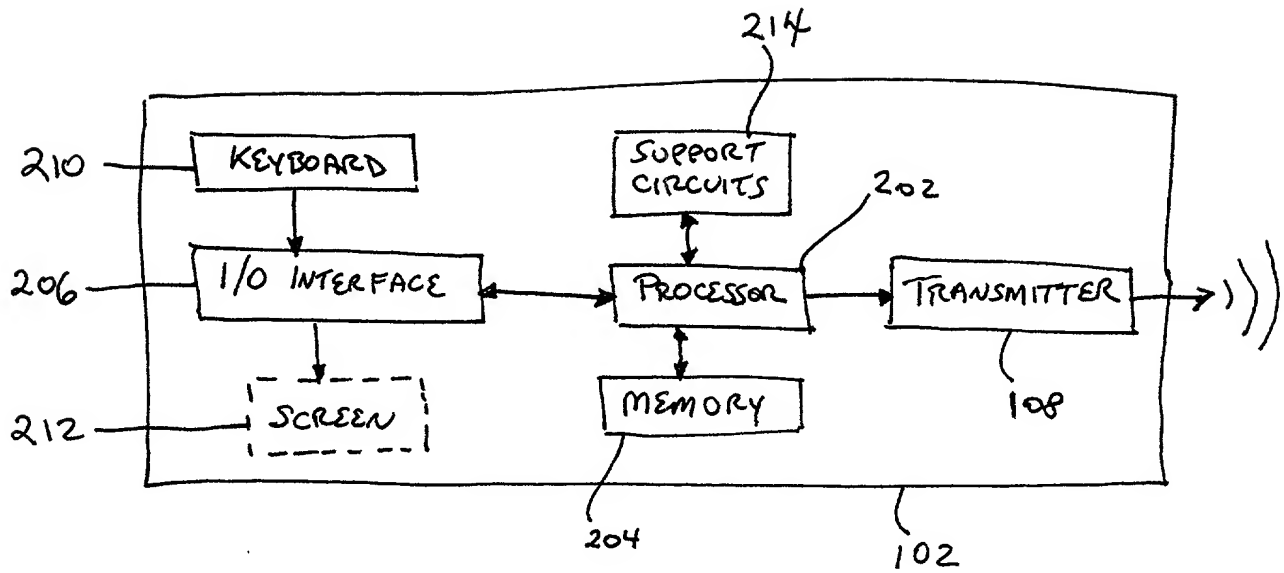 214
210
KEYBOARD
SUPPORT
CIRCUITS
202
206
I/O INTERFACE
PROCESSOR
TRANSMITTER
212
SCREEN
MEMORY
108
204
102